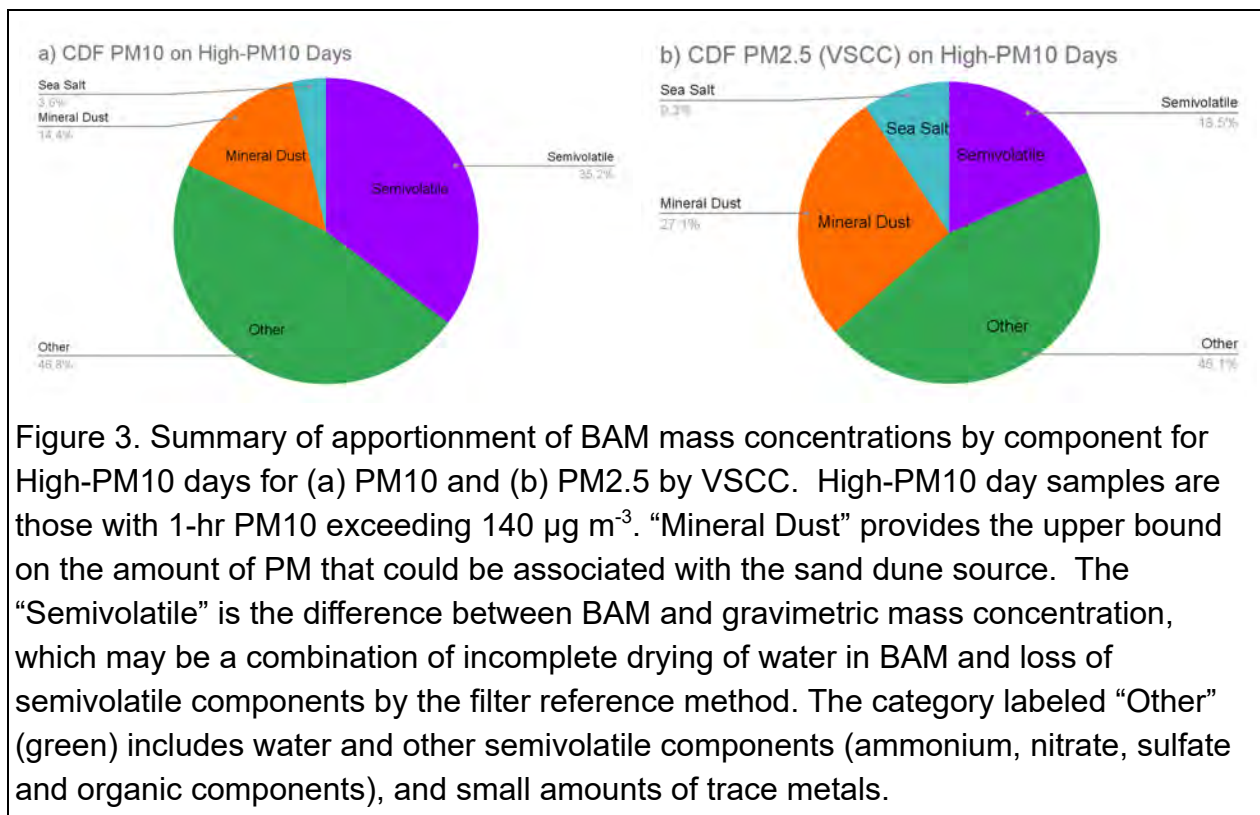 a) CDF PM10 on High-PM10 Days
Sea Salt
3.6%
Mineral Dust
14.4%
Mineral Dust
Semivolatile
Semivolatile
35.2%
Other
Other
46.8%
b) CDF PM2.5 (VSCC) on High-PM10 Days
Sea Salt
9.3%
Sea Salt
Semivolatile
18.5%
Semivolatile
Mineral Dust
27.1%
Mineral Dust
Other
Other
45.1%
Figure 3. Summary of apportionment of BAM mass concentrations by component for
High-PM10 days for (a) PM10 and (b) PM2.5 by VSCC.  High-PM10 day samples are
those with 1-hr PM10 exceeding 140 µg m⁻³. “Mineral Dust” provides the upper bound
on the amount of PM that could be associated with the sand dune source.  The
“Semivolatile” is the difference between BAM and gravimetric mass concentration,
which may be a combination of incomplete drying of water in BAM and loss of
semivolatile components by the filter reference method. The category labeled “Other”
(green) includes water and other semivolatile components (ammonium, nitrate, sulfate
and organic components), and small amounts of trace metals.